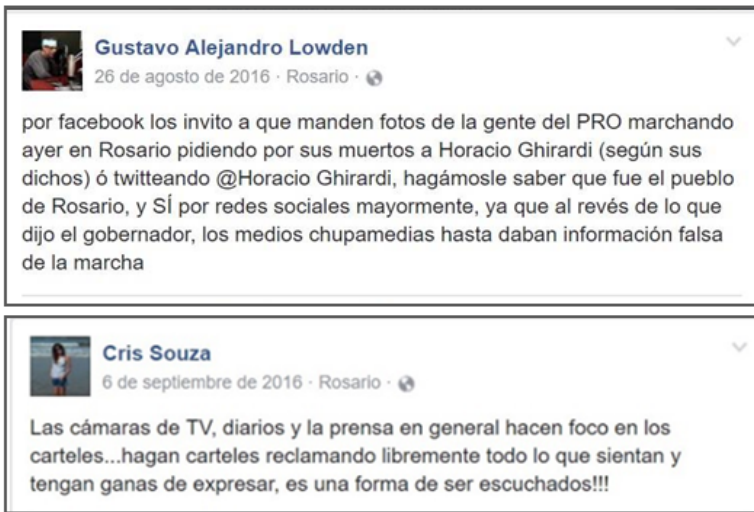 Gustavo Alejandro Lowden
26 de agosto de 2016 · Rosario ·
por facebook los invito a que manden fotos de la gente del PRO marchando
ayer en Rosario pidiendo por sus muertos a Horacio Ghirardi (según sus
dichos) ó twitteando @Horacio Ghirardi, hagámosle saber que fue el pueblo
de Rosario, y SÍ por redes sociales mayormente, ya que al revés de lo que
dijo el gobernador, los medios chupamedias hasta daban información falsa
de la marcha
Cris Souza
6 de septiembre de 2016 · Rosario ·
Las cámaras de TV, diarios y la prensa en general hacen foco en los
carteles...hagan carteles reclamando libremente todo lo que sientan y
tengan ganas de expresar, es una forma de ser escuchados!!!